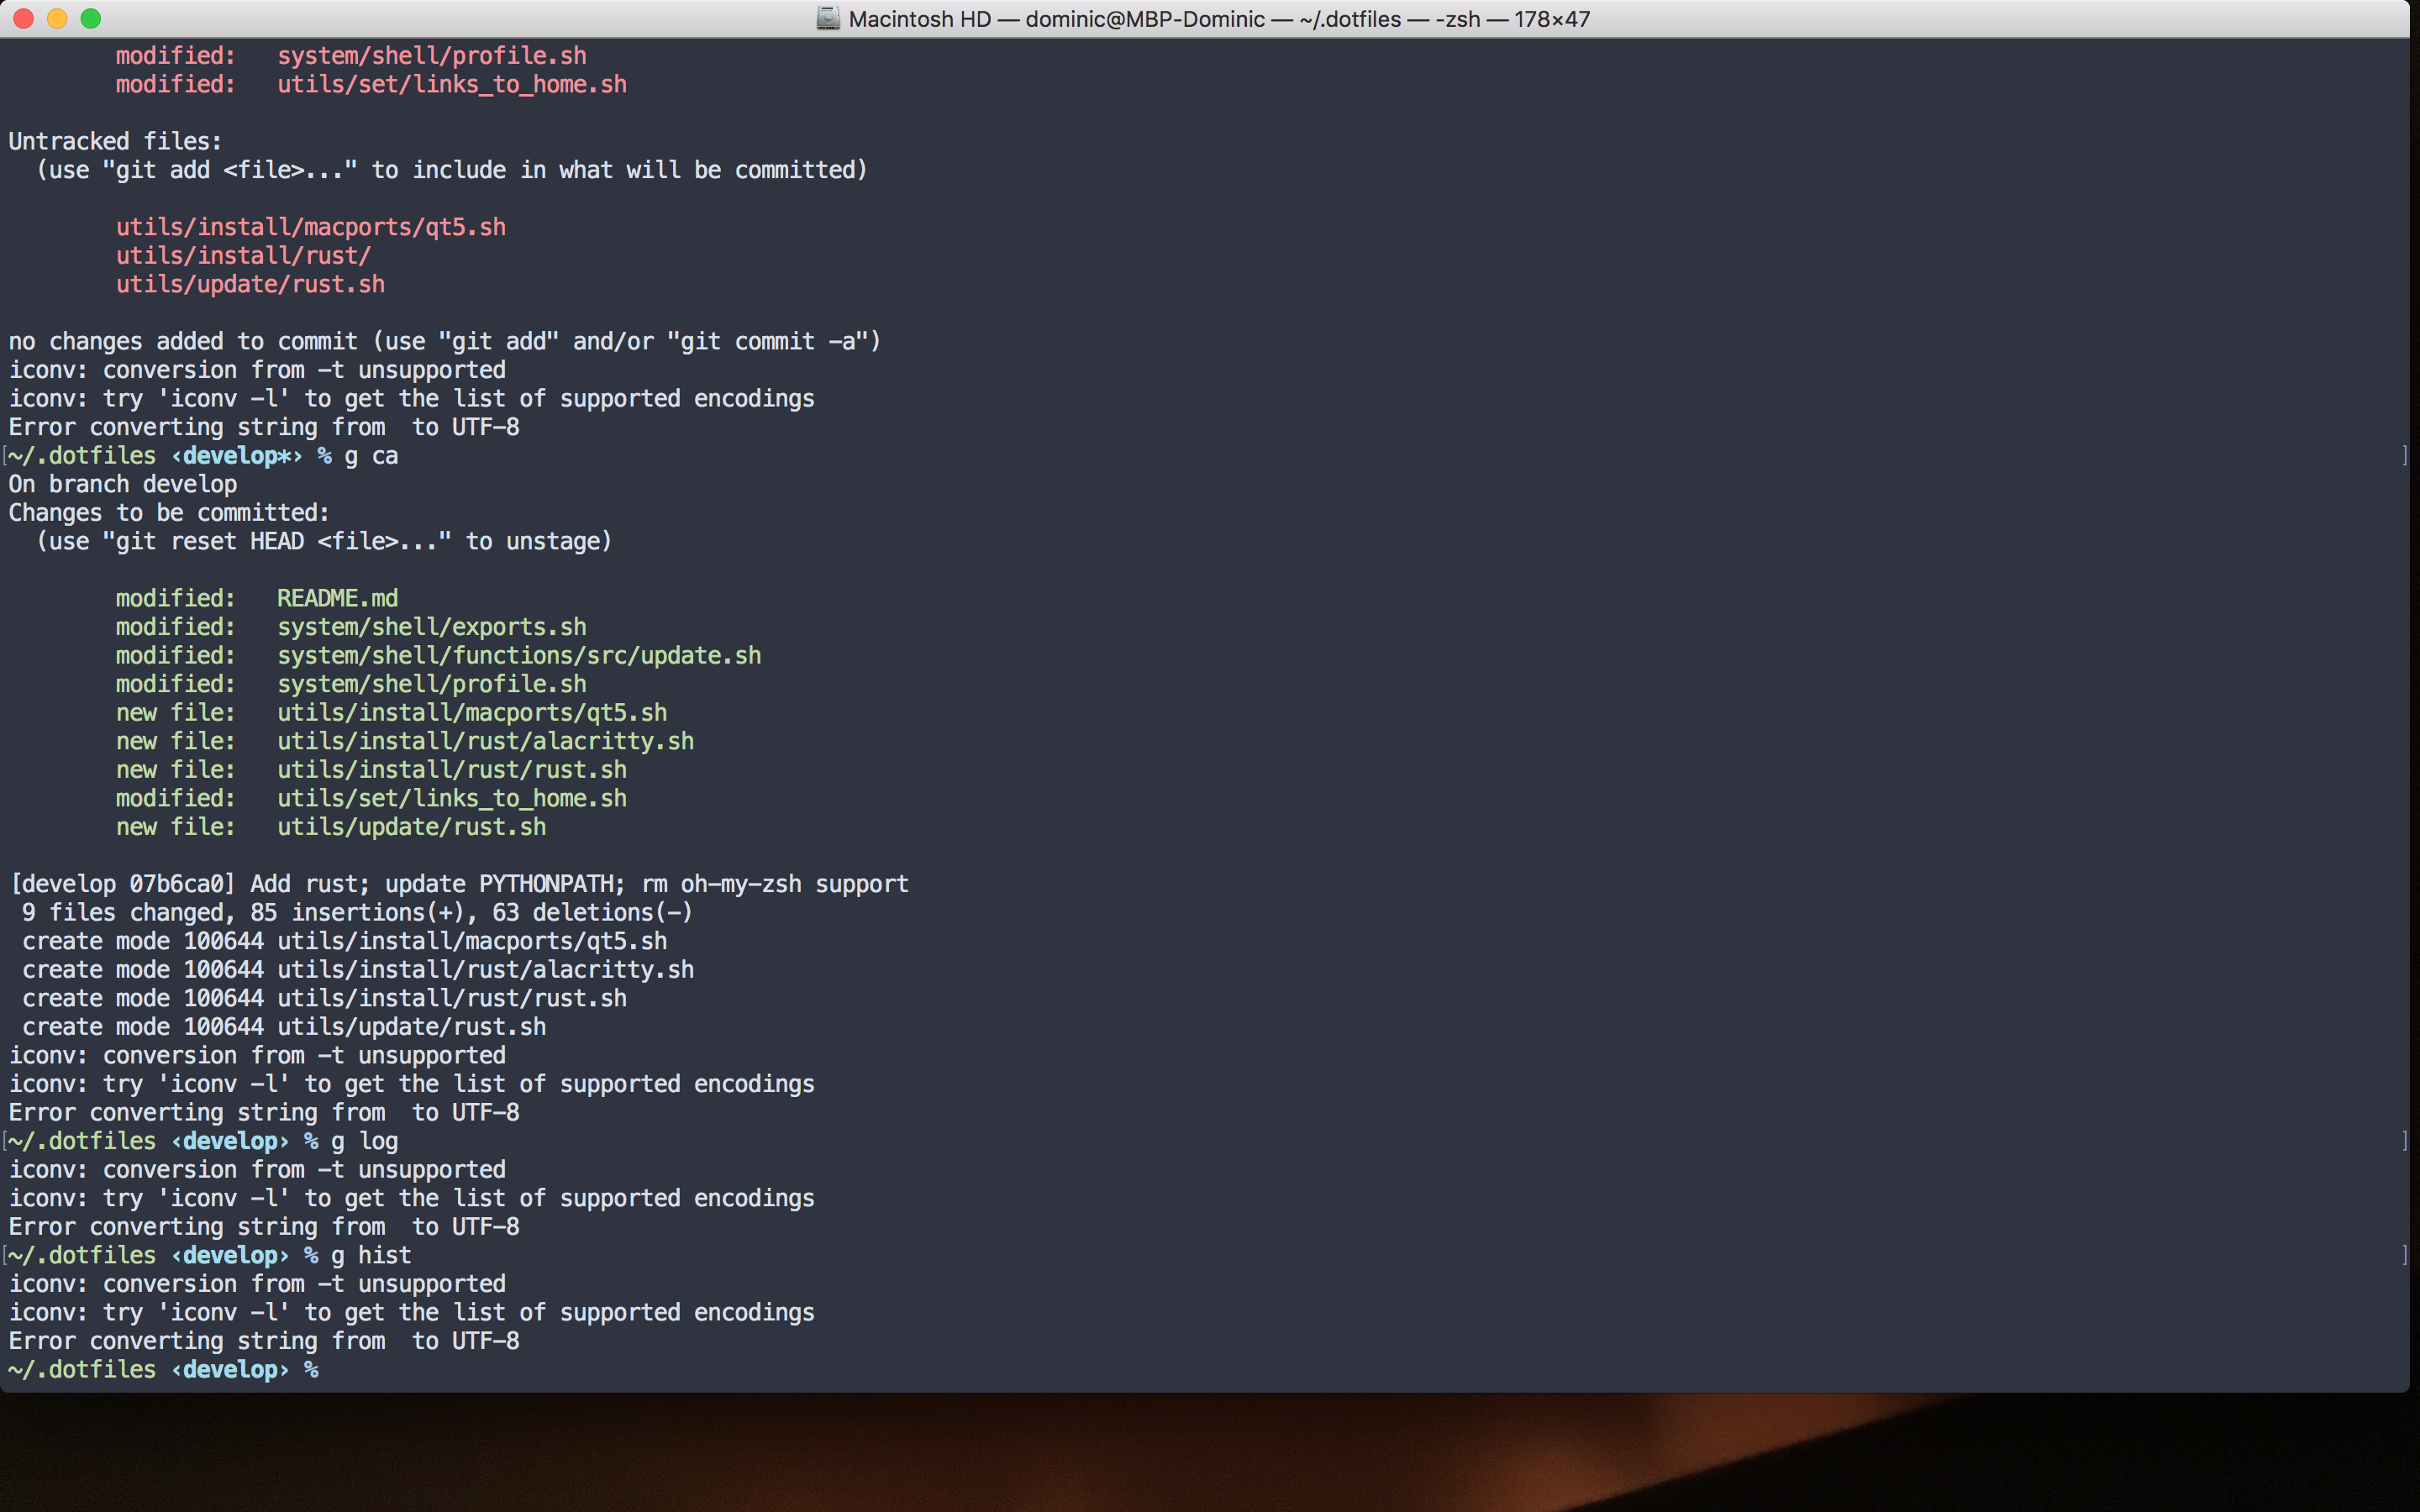 Macintosh HD — dominic@MBP-Dominic — ~/.dotfiles — -zsh — 178×47
modified:   system/shell/profile.sh
modified:   utils/set/links_to_home.sh
Untracked files:
(use "git add <file>..." to include in what will be committed)
utils/install/macports/qt5.sh
utils/install/rust/
utils/update/rust.sh
no changes added to commit (use "git add" and/or "git commit -a")
iconv: conversion from -t unsupported
iconv: try 'iconv -l' to get the list of supported encodings
Error converting string from  to UTF-8
[~/.dotfiles ‹develop*› % g ca ]
On branch develop
Changes to be committed:
(use "git reset HEAD <file>..." to unstage)
modified:   README.md
modified:   system/shell/exports.sh
modified:   system/shell/functions/src/update.sh
modified:   system/shell/profile.sh
new file:   utils/install/macports/qt5.sh
new file:   utils/install/rust/alacritty.sh
new file:   utils/install/rust/rust.sh
modified:   utils/set/links_to_home.sh
new file:   utils/update/rust.sh
[develop 07b6ca0] Add rust; update PYTHONPATH; rm oh-my-zsh support
9 files changed, 85 insertions(+), 63 deletions(-)
create mode 100644 utils/install/macports/qt5.sh
create mode 100644 utils/install/rust/alacritty.sh
create mode 100644 utils/install/rust/rust.sh
create mode 100644 utils/update/rust.sh
iconv: conversion from -t unsupported
iconv: try 'iconv -l' to get the list of supported encodings
Error converting string from  to UTF-8
[~/.dotfiles ‹develop› % g log ]
iconv: conversion from -t unsupported
iconv: try 'iconv -l' to get the list of supported encodings
Error converting string from  to UTF-8
[~/.dotfiles ‹develop› % g hist ]
iconv: conversion from -t unsupported
iconv: try 'iconv -l' to get the list of supported encodings
Error converting string from  to UTF-8
~/.dotfiles ‹develop› %